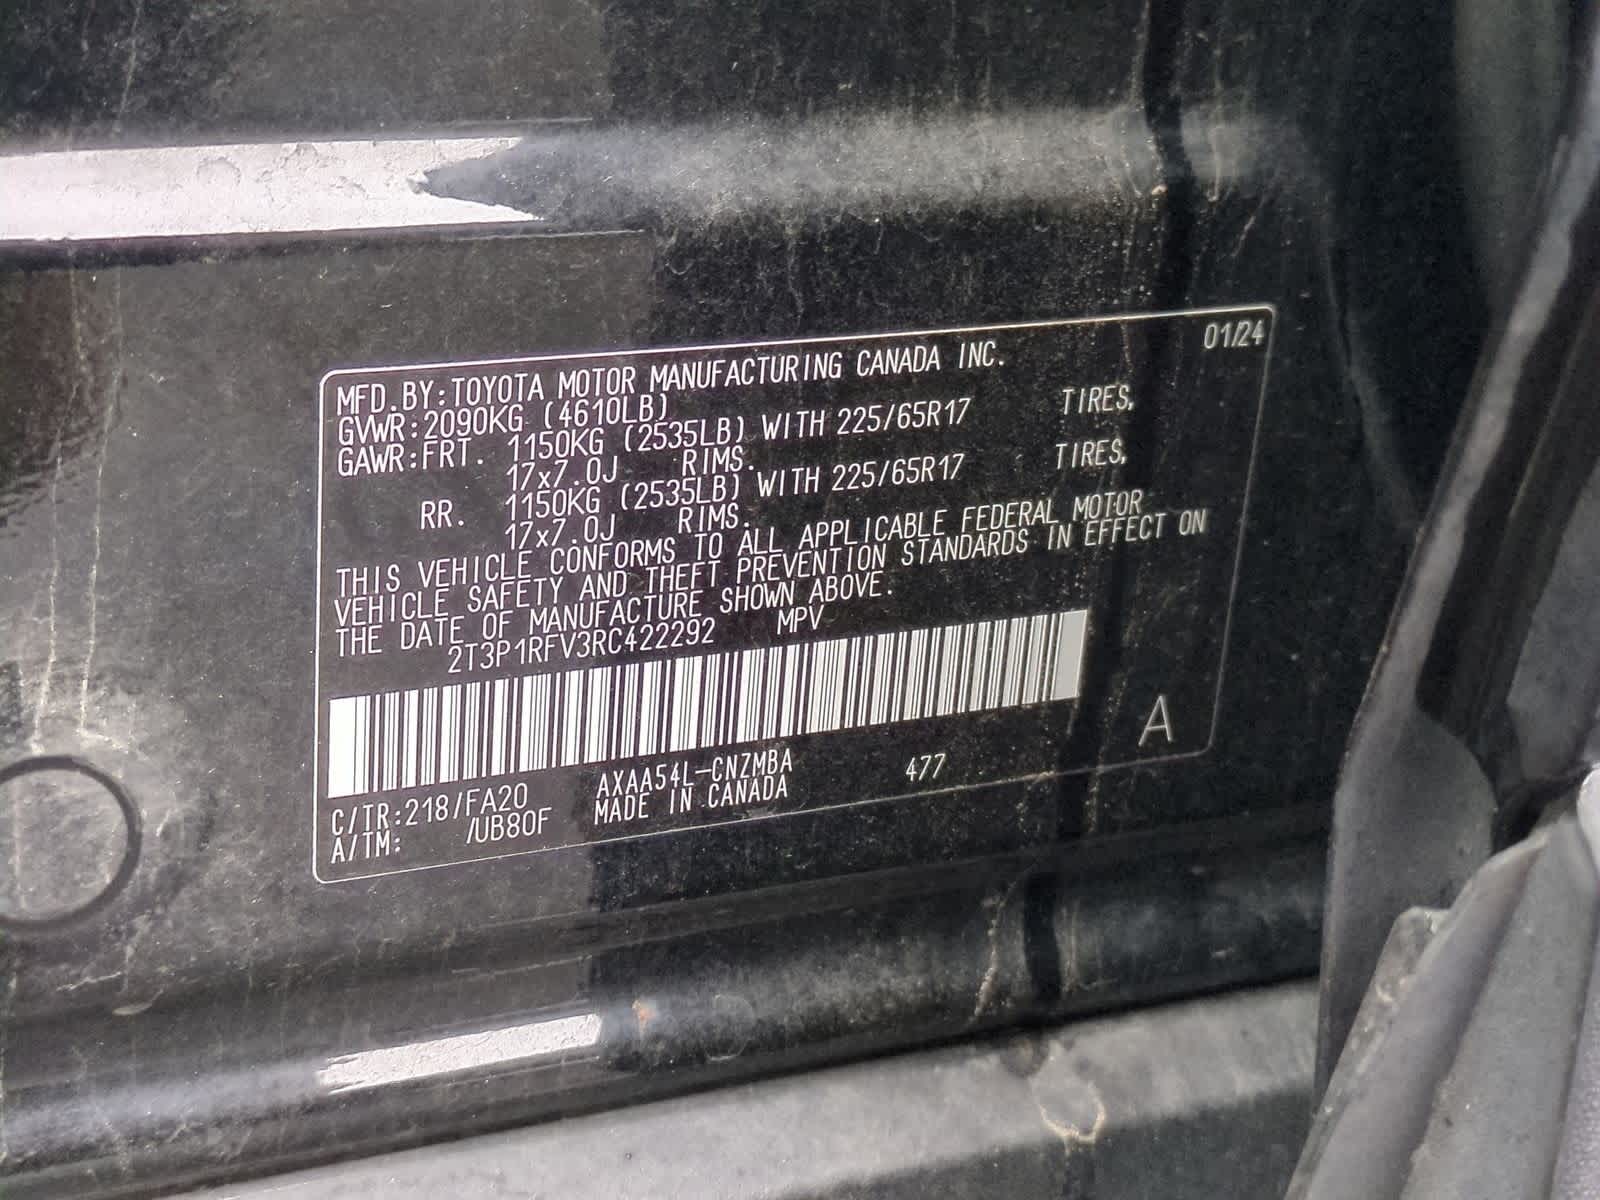 01/24
MFD.BY:TOYOTA MOTOR MANUFACTURING CANADA INC.
GVWR:2090KG (4610LB)
GAWR:FRT. 1150KG (2535LB) WITH 225/65R17 TIRES,
17x7.0J RIMS.
RR. 1150KG (2535LB) WITH 225/65R17 TIRES,
17x7.0J RIMS.
THIS VEHICLE CONFORMS TO ALL APPLICABLE FEDERAL MOTOR
VEHICLE SAFETY AND THEFT PREVENTION STANDARDS IN EFFECT ON
THE DATE OF MANUFACTURE SHOWN ABOVE.
2T3P1RFV3RC422292 MPV
A
C/TR:218/FA20 AXAA54L-CNZMBA 477
A/TM: /UB80F MADE IN CANADA